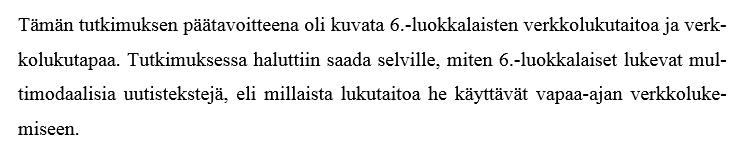 Tämän tutkimuksen päätavoitteena oli kuvata 6.-luokkalaisten verkkolukutaitoa ja verk-
kolukutapaa. Tutkimuksessa haluttiin saada selville, miten 6.-luokkalaiset lukevat mul-
timodaalisia uutistekstejä, eli millaista lukutaitoa he käyttävät vapaa-ajan verkkoluke-
miseen.